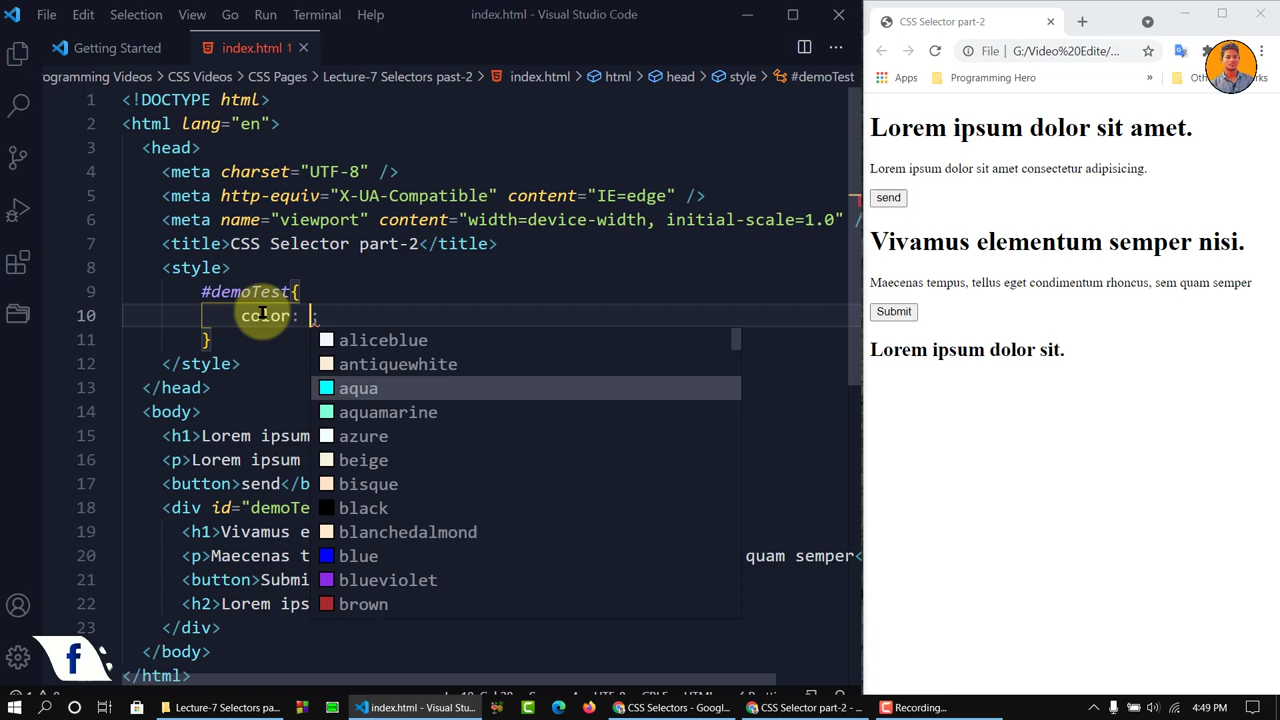 File Edit Selection View Go Run Terminal Help index.html - Visual Studio Code
Getting Started index.html 1
ogramming Videos > CSS Videos > CSS Pages > Lecture-7 Selectors past-2 > index.html > html > head > style > #demoTest
1 <!DOCTYPE html>
2 <html lang="en">
3 <head>
4 <meta charset="UTF-8" />
5 <meta http-equiv="X-UA-Compatible" content="IE=edge" />
6 <meta name="viewport" content="width=device-width, initial-scale=1.0" /
7 <title>CSS Selector part-2</title>
8 <style>
9 #demoTest{
10 color: ;
11 }
12 </style>
13 </head>
14 <body>
15 <h1>Lorem ipsum
16 <p>Lorem ipsum
17 <button>send</b
18 <div id="demoTe
19 <h1>Vivamus e
20 <p>Maecenas t quam semper<
21 <button>Submi
22 <h2>Lorem ips
23 </div>
</body>
</html>
aliceblue
antiquewhite
aqua
aquamarine
azure
beige
bisque
black
blanchedalmond
blue
blueviolet
brown
f
CSS Selector part-2
File G:/Video%20Edite/...
Apps Programming Hero »
Lorem ipsum dolor sit amet.
Lorem ipsum dolor sit amet consectetur adipisicing.
send
Vivamus elementum semper nisi.
Maecenas tempus, tellus eget condimentum rhoncus, sem quam semper
Submit
Lorem ipsum dolor sit.
Lecture-7 Selectors pa... index.html - Visual Stu... CSS Selectors - Googl... CSS Selector part-2 - ... Recording... 4:49 PM